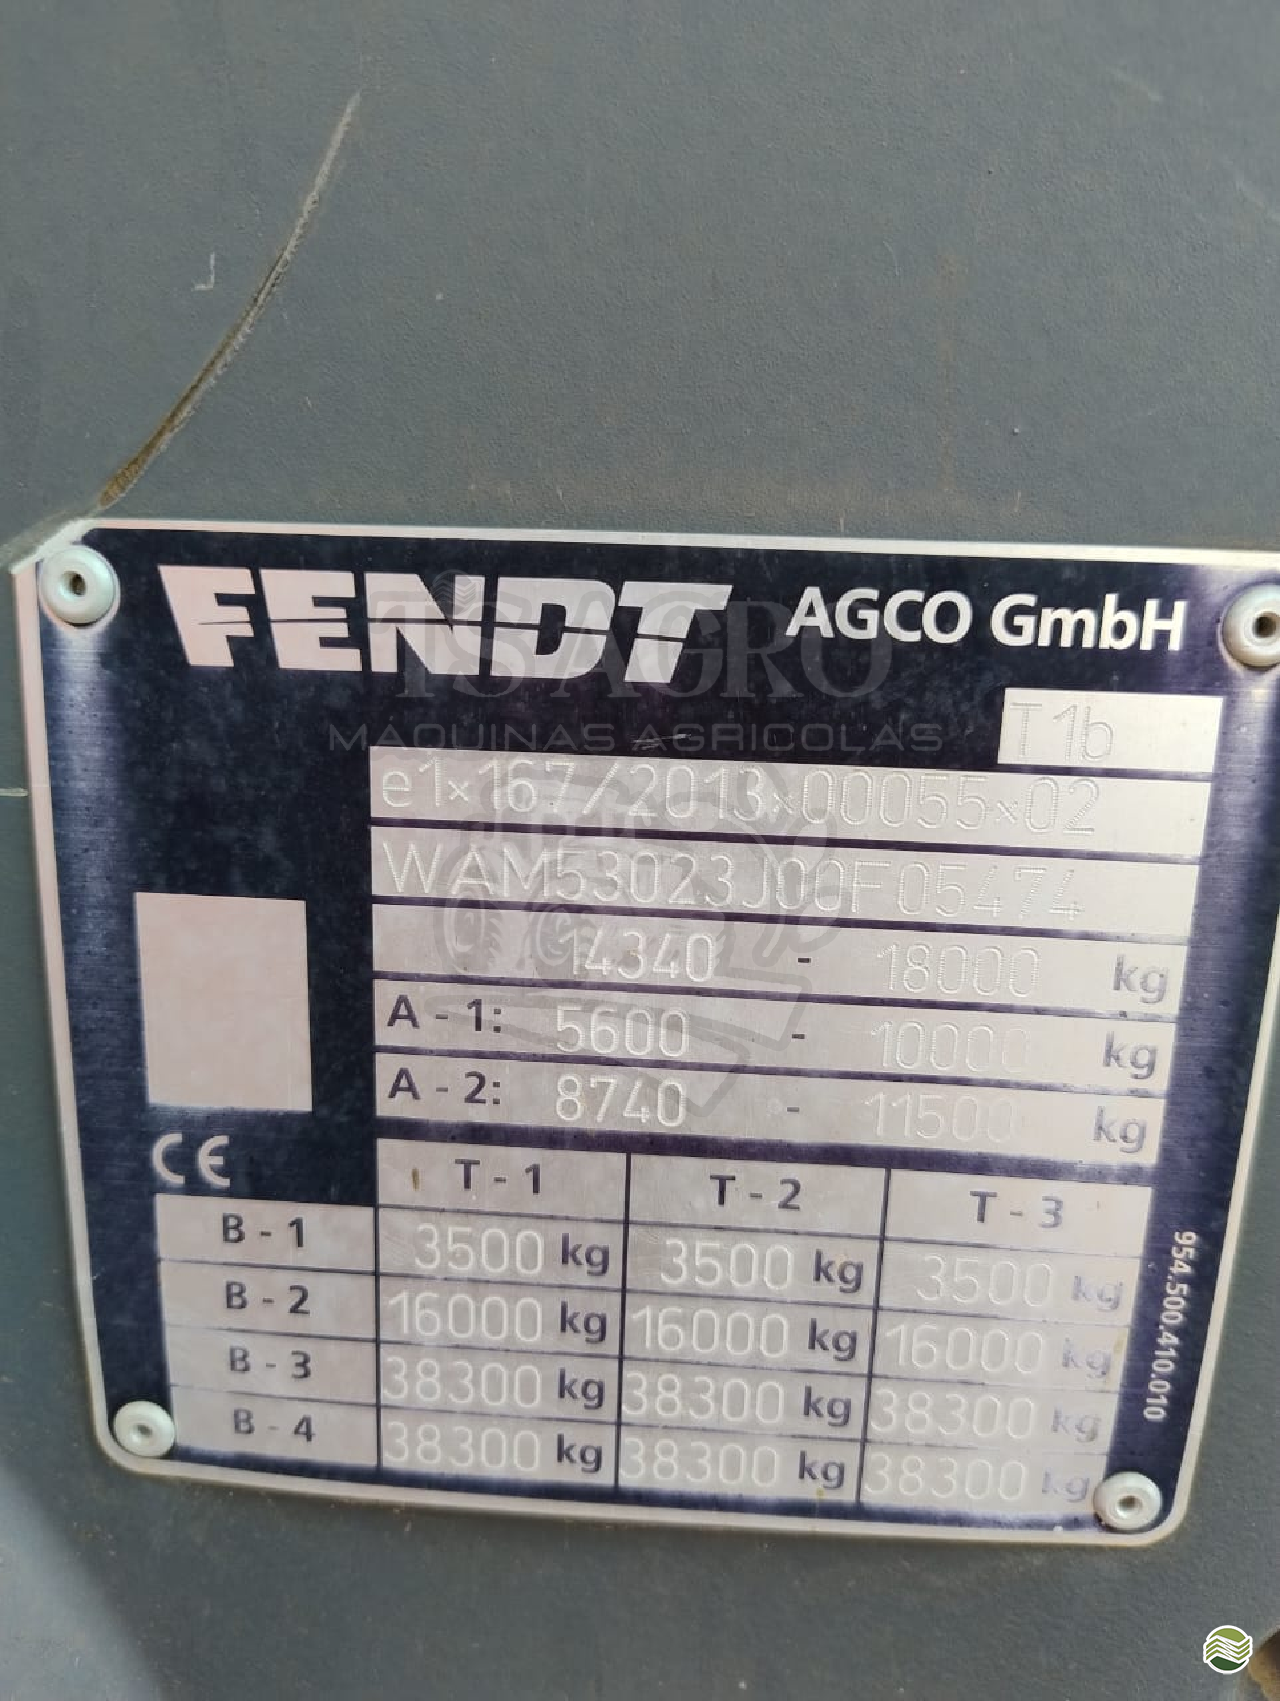 FENDT AGCO GmbH
TS AGRO
MÁQUINAS AGRÍCOLAS
T1b
e1*167/2013*00055*02
WAM53023J00F05474
14340 - 18000 kg
A - 1: 5600 - 10000 kg
A - 2: 8740 - 11500 kg
CE
T - 1 T - 2 T - 3
B - 1 3500 kg 3500 kg 3500 kg
B - 2 16000 kg 16000 kg 16000 kg
B - 3 38300 kg 38300 kg 38300 kg
B - 4 38300 kg 38300 kg 38300 kg
954.500.410.010